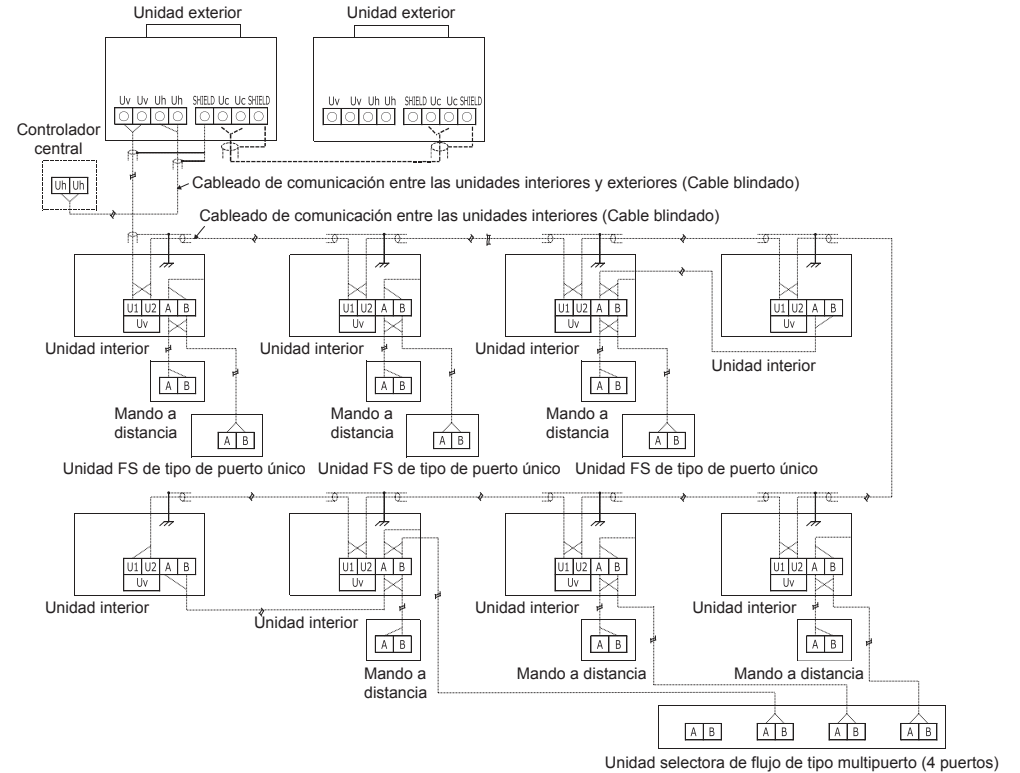 Unidad exterior
Unidad exterior
Uv Uv Uh Uh SHIELD Uc Uc SHIELD
Uv Uv Uh Uh SHIELD Uc Uc SHIELD
Controlador
central
Uh Uh
Cableado de comunicación entre las unidades interiores y exteriores (Cable blindado)
Cableado de comunicación entre las unidades interiores (Cable blindado)
U1 U2 A B
Uv
U1 U2 A B
Uv
U1 U2 A B
Uv
U1 U2 A B
Uv
Unidad interior
Unidad interior
Unidad interior
Unidad interior
A B
A B
A B
Mando a
distancia
Mando a
distancia
Mando a
distancia
A B
A B
A B
Unidad FS de tipo de puerto único
Unidad FS de tipo de puerto único
Unidad FS de tipo de puerto único
U1 U2 A B
Uv
U1 U2 A B
Uv
U1 U2 A B
Uv
U1 U2 A B
Uv
Unidad interior
Unidad interior
Unidad interior
Unidad interior
A B
A B
A B
Mando a
distancia
Mando a distancia
Mando a distancia
A B
A B
A B
A B
Unidad selectora de flujo de tipo multipuerto (4 puertos)